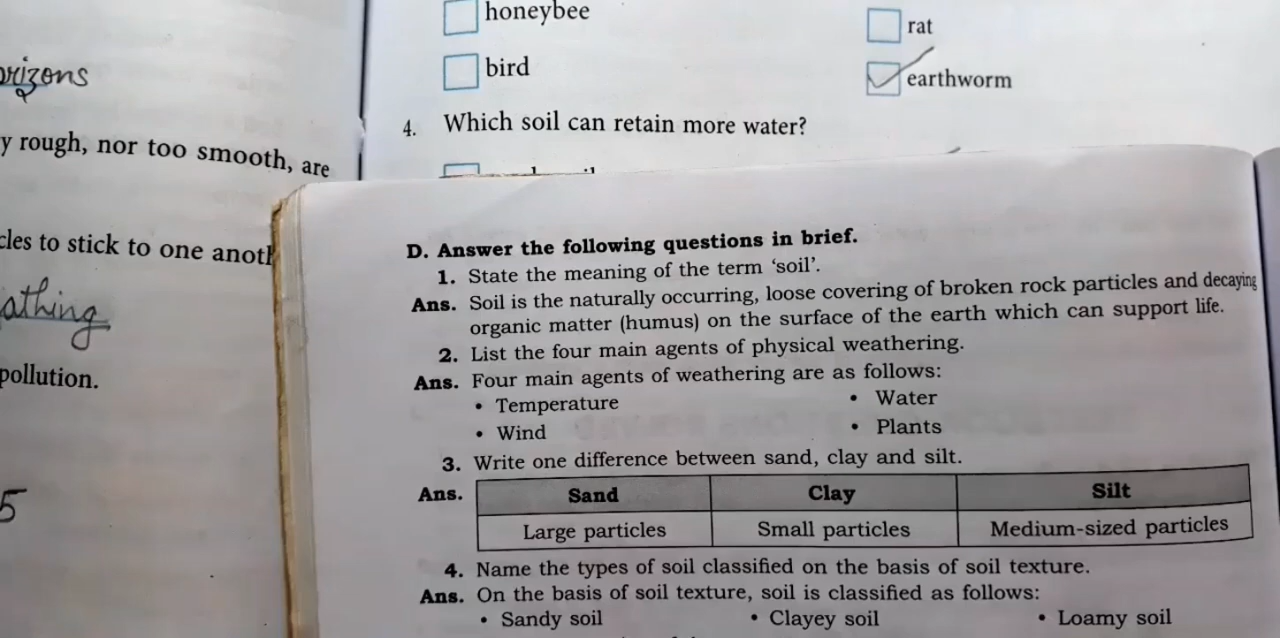 honeybee
rat
bird
earthworm
4. Which soil can retain more water?
rizons
y rough, nor too smooth, are
cles to stick to one anoth
athing
pollution.
5
D. Answer the following questions in brief.
1. State the meaning of the term ‘soil’.
Ans. Soil is the naturally occurring, loose covering of broken rock particles and decaying
organic matter (humus) on the surface of the earth which can support life.
2. List the four main agents of physical weathering.
Ans. Four main agents of weathering are as follows:
• Temperature • Water
• Wind • Plants
3. Write one difference between sand, clay and silt.
Ans. Sand Clay Silt
Large particles Small particles Medium-sized particles
4. Name the types of soil classified on the basis of soil texture.
Ans. On the basis of soil texture, soil is classified as follows:
• Sandy soil • Clayey soil • Loamy soil